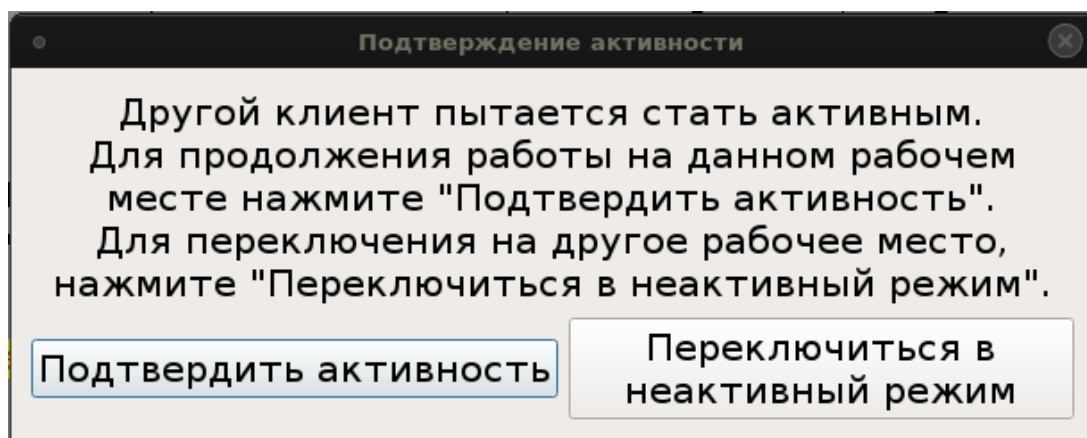 Подтверждение активности
Другой клиент пытается стать активным.
Для продолжения работы на данном рабочем
месте нажмите "Подтвердить активность".
Для переключения на другое рабочее место,
нажмите "Переключиться в неактивный режим".
Подтвердить активность
Переключиться в
неактивный режим